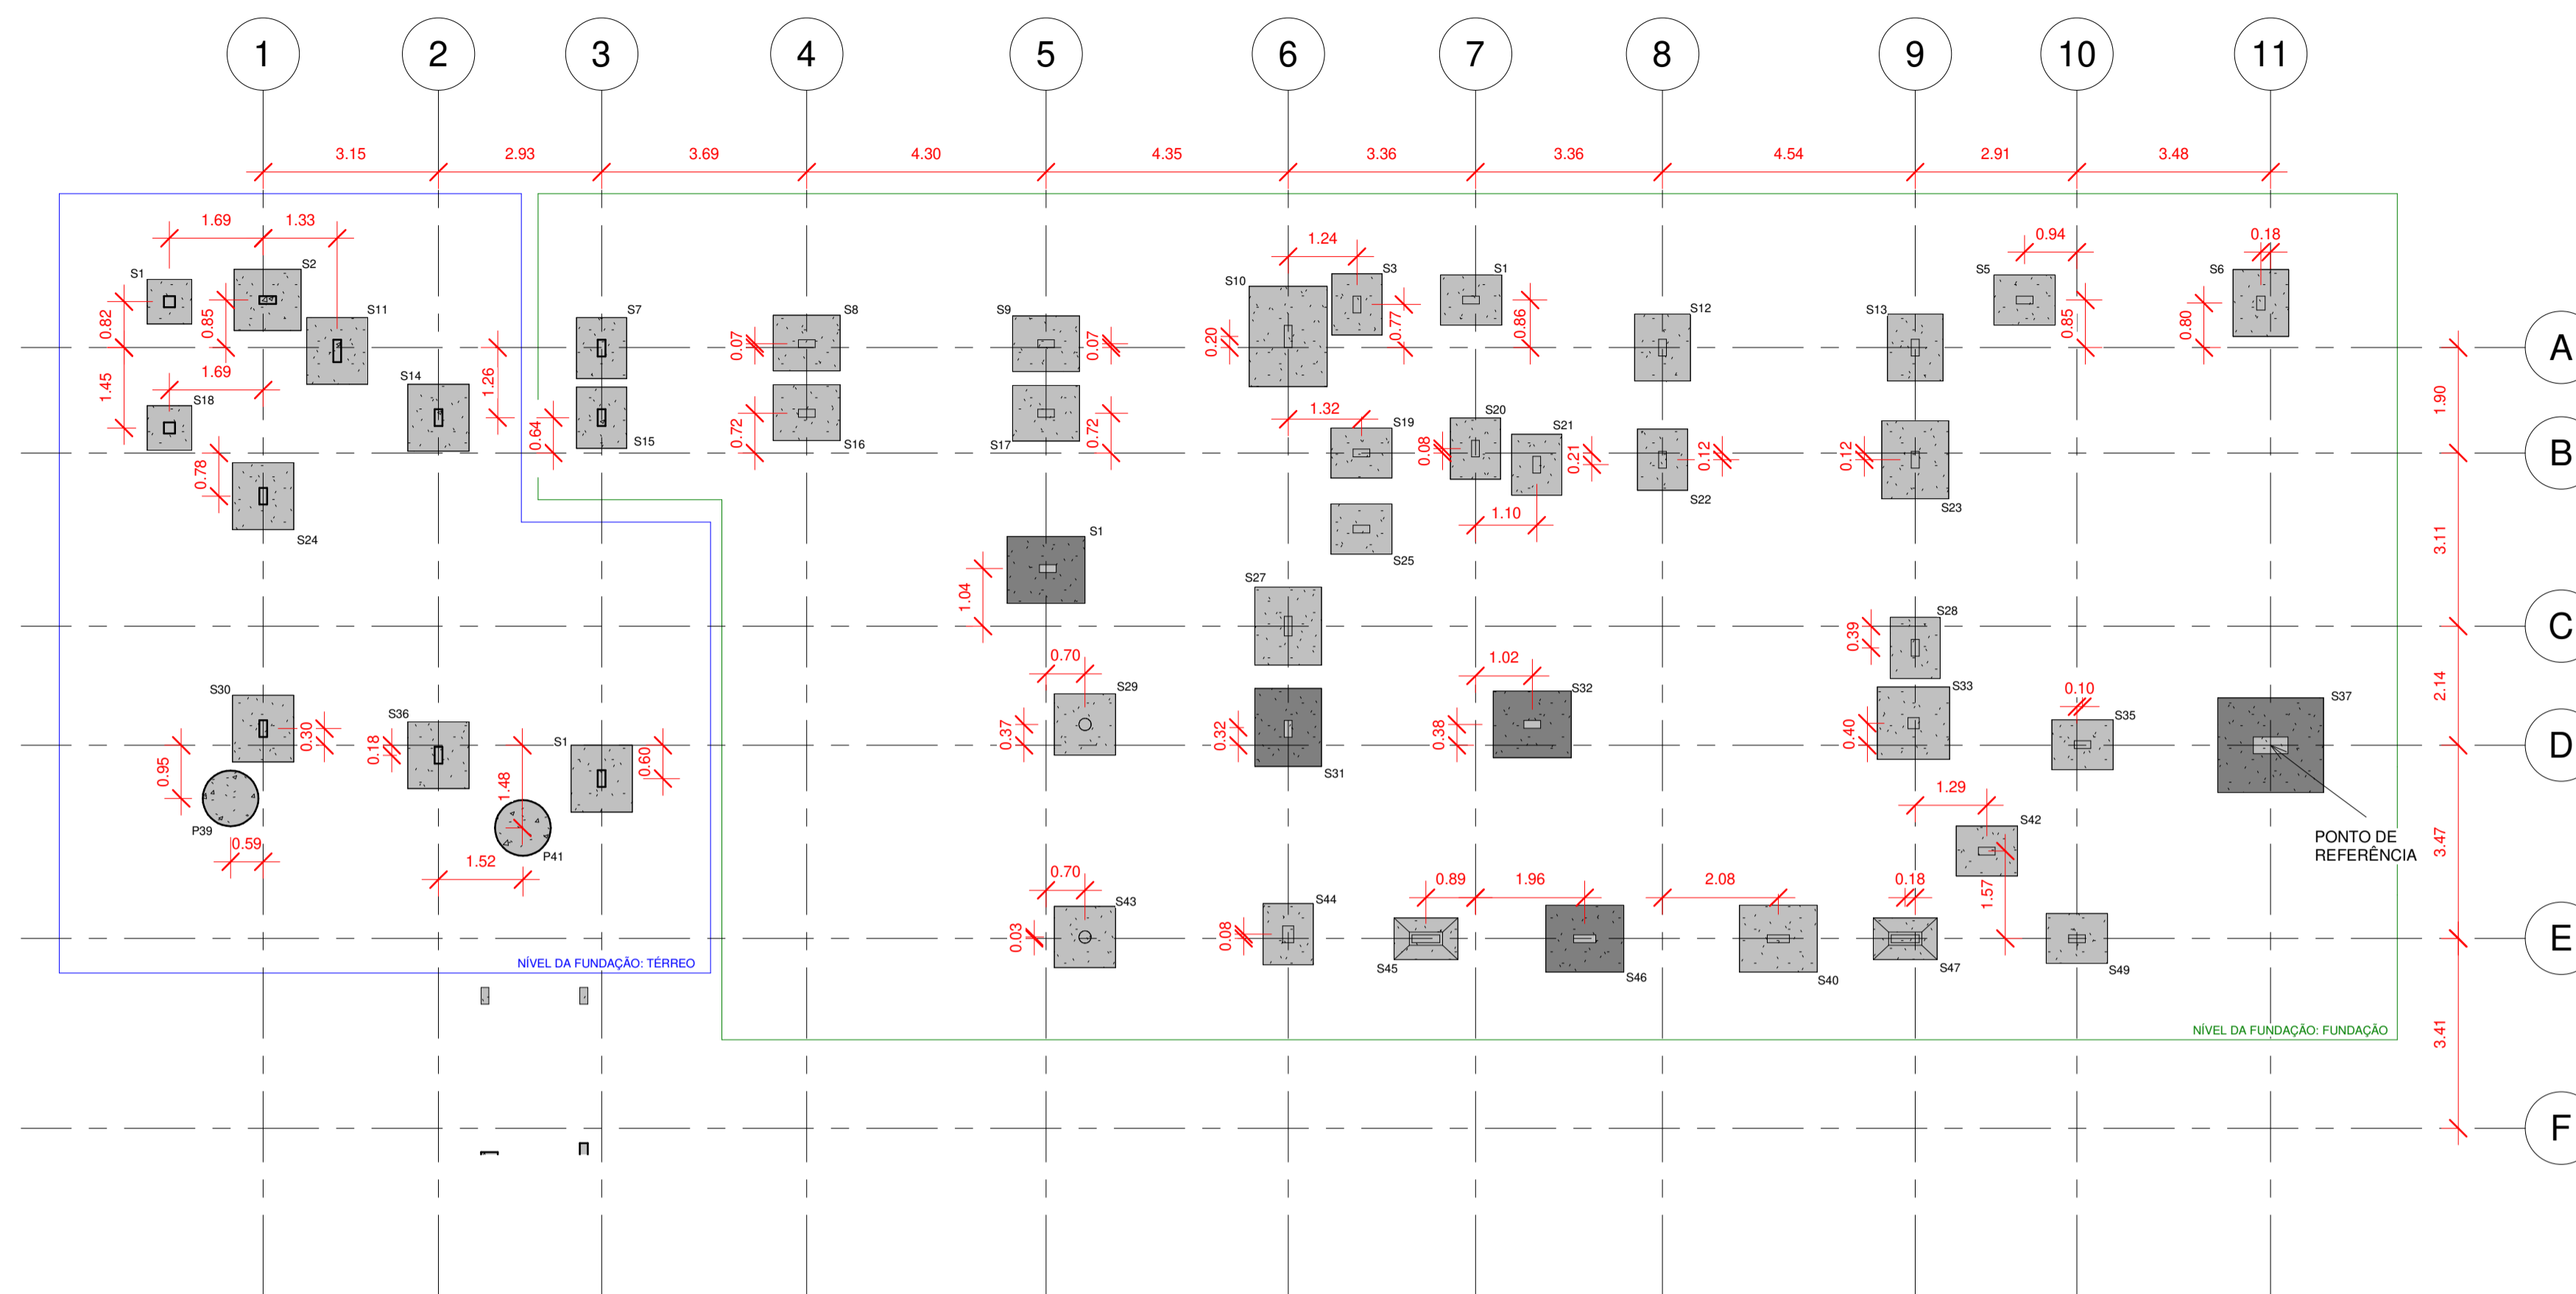 1 2 3 4 5 6 7 8 9 10 11
3.15 2.93 3.69 4.30 4.35 3.36 3.36 4.54 2.91 3.48
1.69 1.33
1.24
0.94
0.18
S1 S2 S10 S3 S1 S5 S6
0.82 0.85 S11 S7 S8 S9 0.20 0.77 0.86 S12 S13 0.85 0.80
0.07 0.07
A
1.69
1.45 S18 S14 1.26 1.32
0.64 S15 0.72 S16 S17 0.72 S19 S20 S21 1.90
0.78 0.08 0.21 0.12 0.12
B
S22 S23
S24 1.10
S1 S25 3.11
1.04 S27
S28
C
0.39
0.70 1.02
S30 S29 S32 S33 0.10 S37 2.14
0.30 S36 S1 S35
0.18 0.60 0.37 0.32 0.38 0.40
D
0.95 1.48 S31
1.29
P39 S42
0.59 1.52 P41
PONTO DE
REFERÊNCIA
3.47
0.70 0.89 1.96 2.08 0.18 1.57
S43 S44
0.03 0.08
E
S45 S46 S40 S47 S49
NÍVEL DA FUNDAÇÃO: TÉRREO
NÍVEL DA FUNDAÇÃO: FUNDAÇÃO
3.41
F